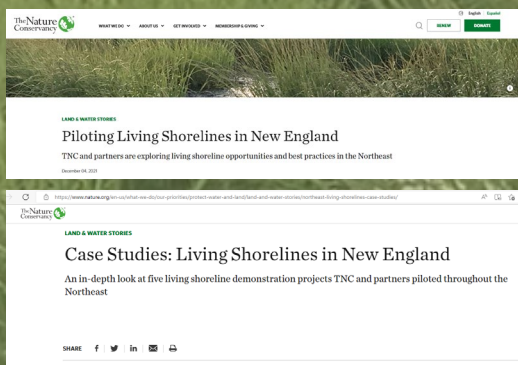 The Nature Conservancy
WHAT WE DO ABOUT US GET INVOLVED MEMBERSHIP & GIVING
English Español
RENEW DONATE
LAND & WATER STORIES
Piloting Living Shorelines in New England
TNC and partners are exploring living shoreline opportunities and best practices in the Northeast
December 04, 2021
https://www.nature.org/en-us/what-we-do/our-priorities/protect-water-and-land/land-and-water-stories/northeast-living-shorelines-case-studies/
The Nature Conservancy
LAND & WATER STORIES
Case Studies: Living Shorelines in New England
An in-depth look at five living shoreline demonstration projects TNC and partners piloted throughout the
Northeast
SHARE